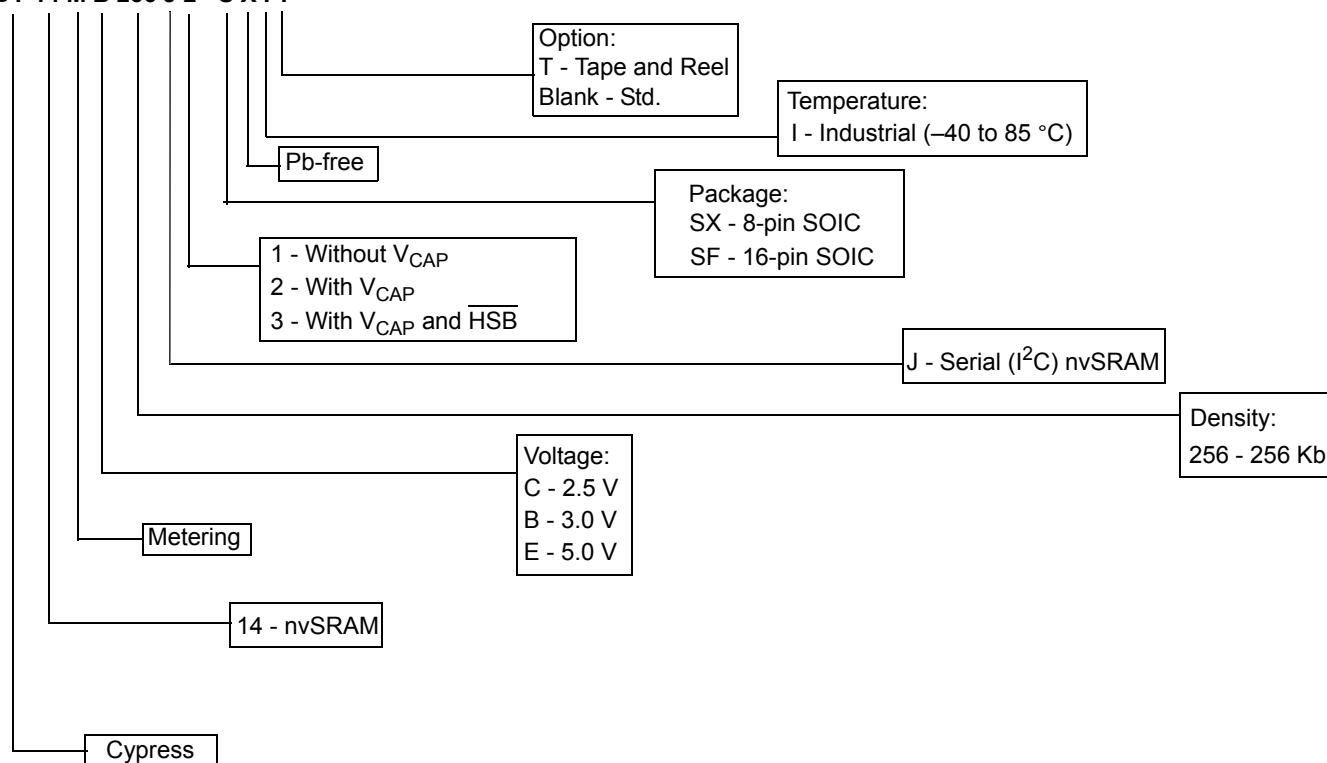 Option:
T - Tape and Reel
Blank - Std.
Temperature:
I - Industrial (–40 to 85 °C)
Pb-free
Package:
SX - 8-pin SOIC
SF - 16-pin SOIC
1 - Without VCAP
2 - With VCAP
3 - With VCAP and HSB
J - Serial (I2C) nvSRAM
Density:
256 - 256 Kb
Voltage:
C - 2.5 V
B - 3.0 V
E - 5.0 V
Metering
14 - nvSRAM
Cypress